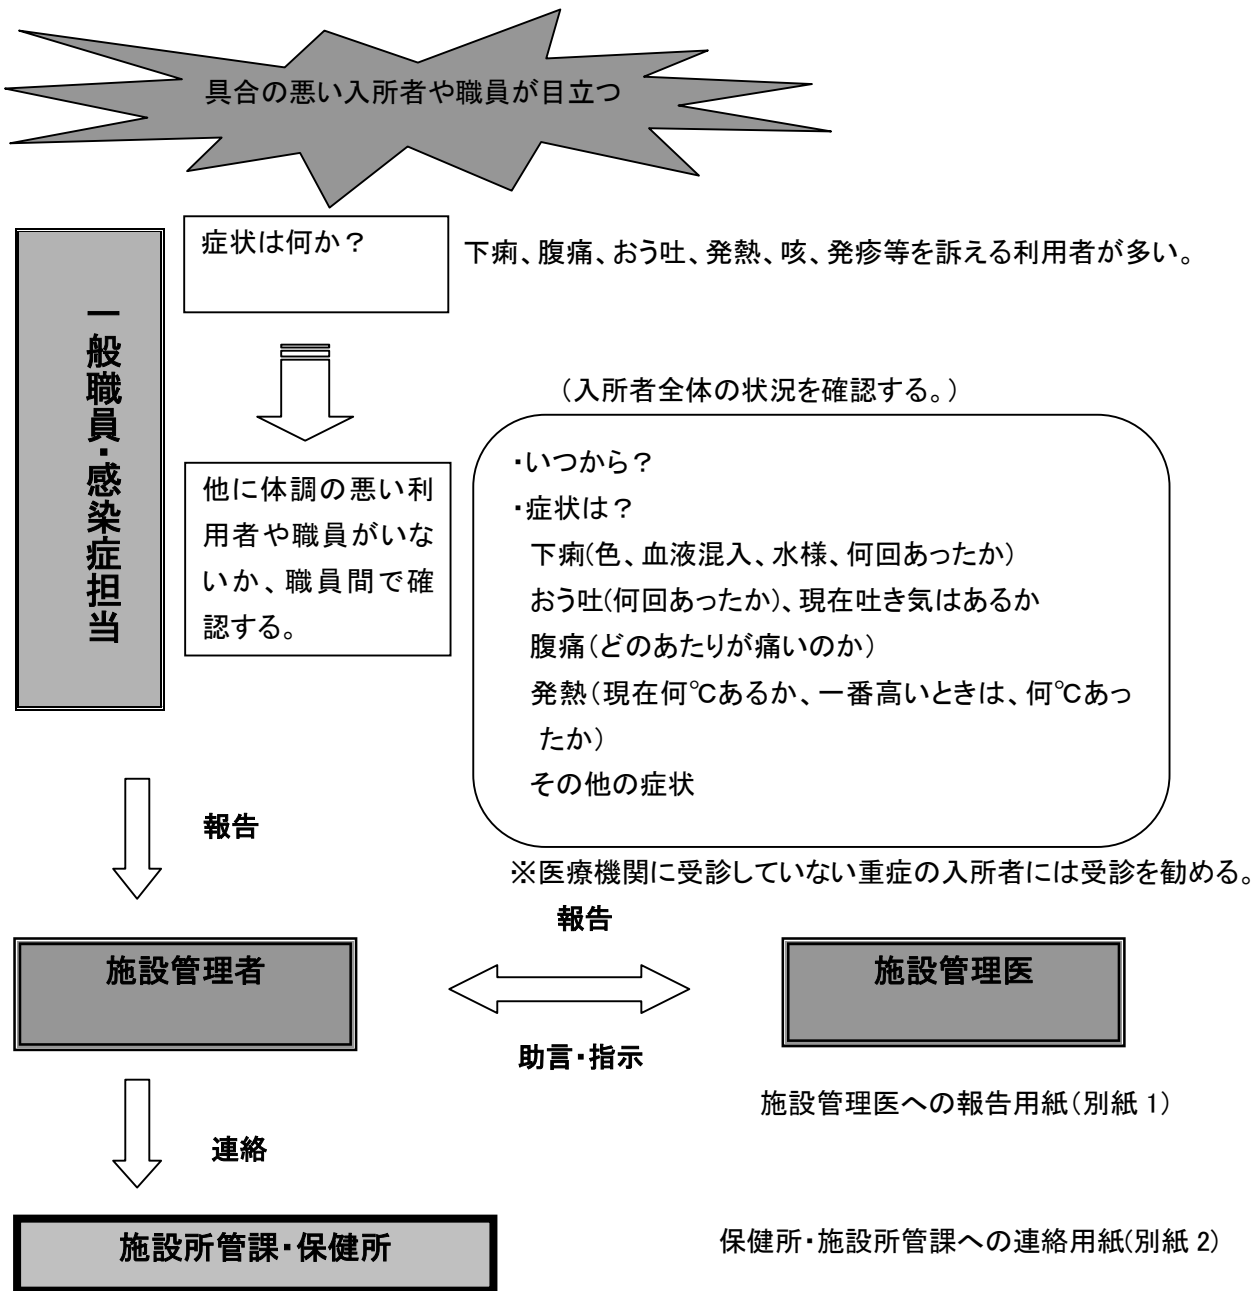 具合の悪い入所者や職員が目立つ
一般職員・感染症担当
症状は何か？
下痢、腹痛、おう吐、発熱、咳、発疹等を訴える利用者が多い。
（入所者全体の状況を確認する。）
他に体調の悪い利
用者や職員がいな
いか、職員間で確
認する。
・いつから？
・症状は？
下痢(色、血液混入、水様、何回あったか）
おう吐(何回あったか）、現在吐き気はあるか
腹痛（どのあたりが痛いのか）
発熱（現在何℃あるか、一番高いときは、何℃あっ
たか）
その他の症状
※医療機関に受診していない重症の入所者には受診を勧める。
報告
報告
施設管理者
施設管理医
助言・指示
施設管理医への報告用紙（別紙 1）
連絡
施設所管課・保健所
保健所・施設所管課への連絡用紙(別紙 2）